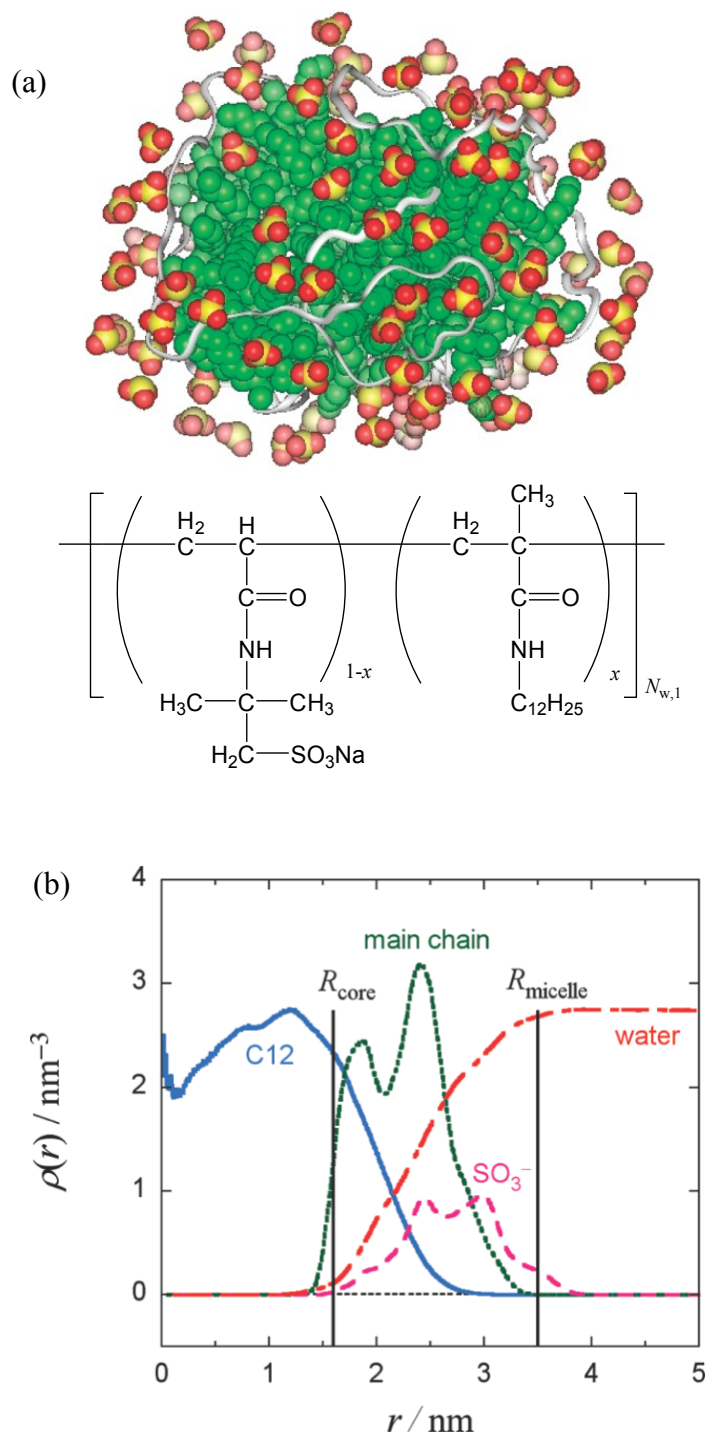 (a)
CH3
H2 H H2
C C C C
C=O C=O
NH 1-x NH x Nw,1
H3C C CH3 C12H25
H2C SO3Na
(b)
4
main chain
3 Rcore Rmicelle
C12 water
2
SO3−
1
0
0 1 2 3 4 5
ρ(r) / nm−3
r / nm